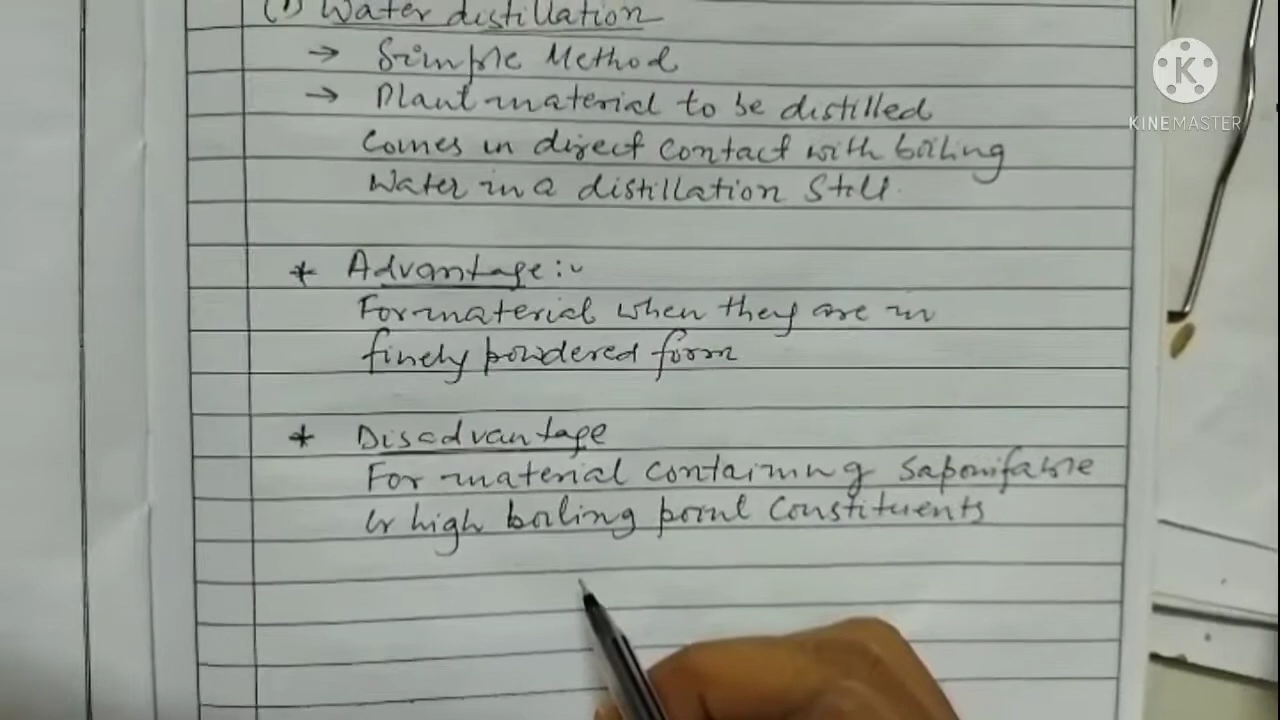 (1) Water distillation
→ Simple Method
→ Plant material to be distilled
Comes in direct contact with boiling
Water in a distillation Still.
* Advantage :-
For material when they are in
finely powdered form
* Disadvantage
For material containing saponifable
& high boiling point Constituents
K
KINEMASTER